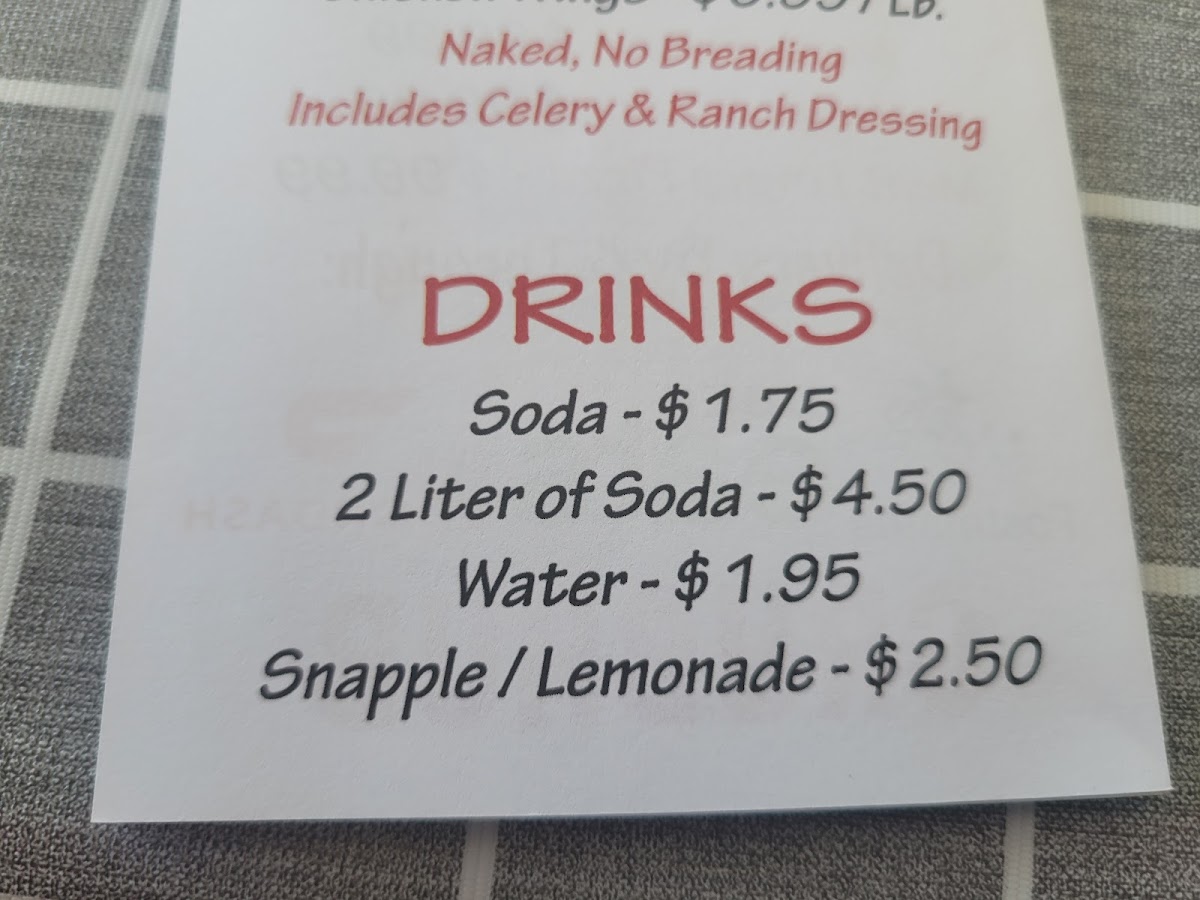 LB.
Naked, No Breading
Includes Celery & Ranch Dressing
DRINKS
Soda - $ 1.75
2 Liter of Soda - $ 4.50
Water - $ 1.95
Snapple / Lemonade - $ 2.50